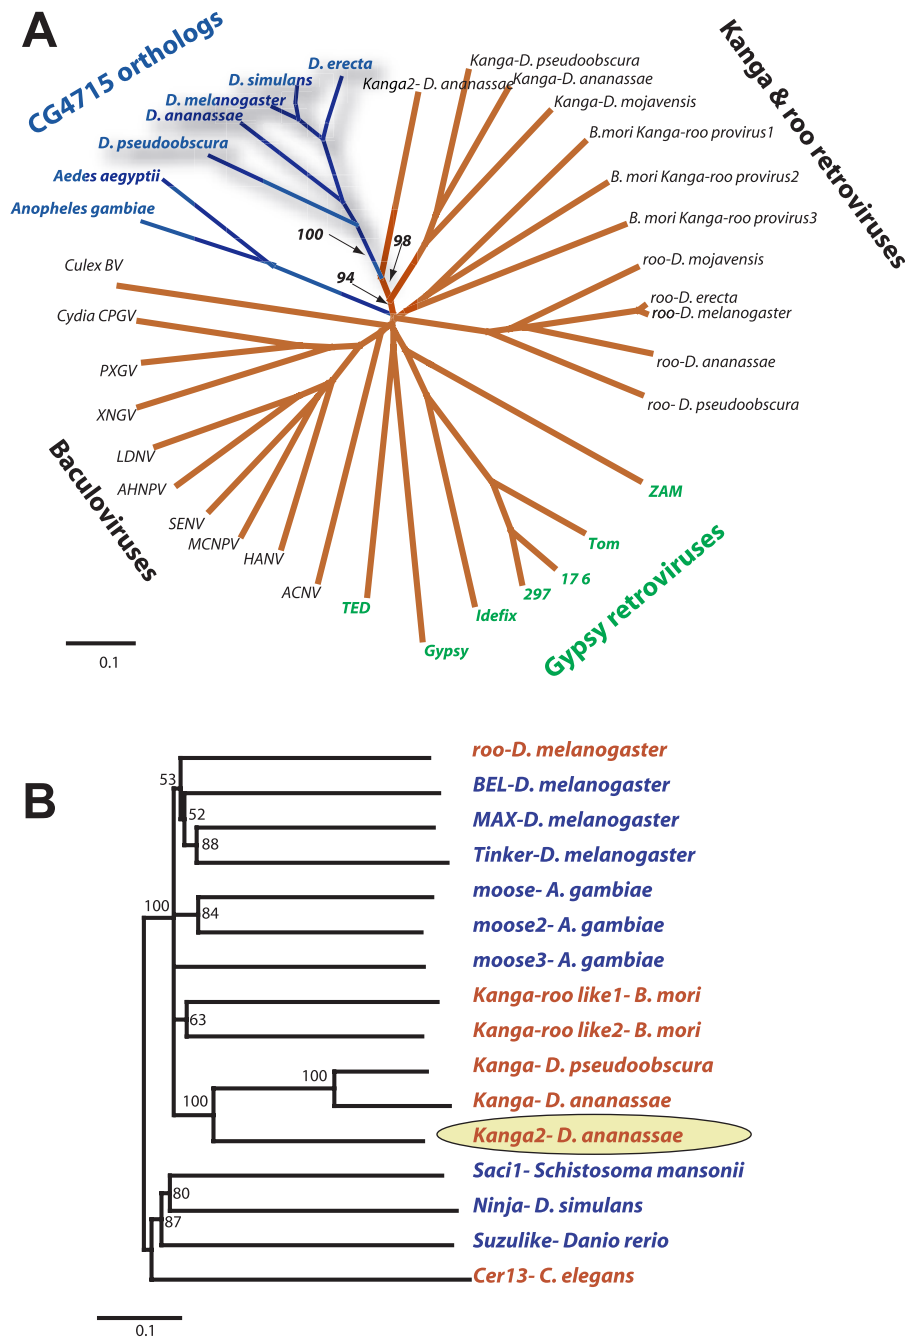 A
CG4715 orthologs
D. erecta
D. simulans
D. melanogaster
D. ananassae
D. pseudoobscura
Aedes aegyptii
Anopheles gambiae
Kanga2- D. ananassae
Kanga-D. pseudoobscura
Kanga-D. ananassae
Kanga-D. mojavensis
B.mori Kanga-roo provirus1
B. mori Kanga-roo provirus2
B. mori Kanga-roo provirus3
roo-D. mojavensis
roo-D. erecta
roo-D. melanogaster
roo-D. ananassae
roo- D. pseudoobscura
Kanga & roo retroviruses
100
98
94
Culex BV
Cydia CPGV
PXGV
XNGV
LDNV
AHNPV
SENV
MCNPV
HANV
ACNV
Baculoviruses
TED
Gypsy
Idefix
297
17 6
Tom
ZAM
Gypsy retroviruses
0.1
B
roo-D. melanogaster
53
BEL-D. melanogaster
52
MAX-D. melanogaster
88
Tinker-D. melanogaster
moose- A. gambiae
100
84
moose2- A. gambiae
moose3- A. gambiae
Kanga-roo like1- B. mori
63
Kanga-roo like2- B. mori
Kanga- D. pseudoobscura
100
100
Kanga- D. ananassae
Kanga2- D. ananassae
Saci1- Schistosoma mansonii
80
Ninja- D. simulans
87
Suzulike- Danio rerio
Cer13- C. elegans
0.1